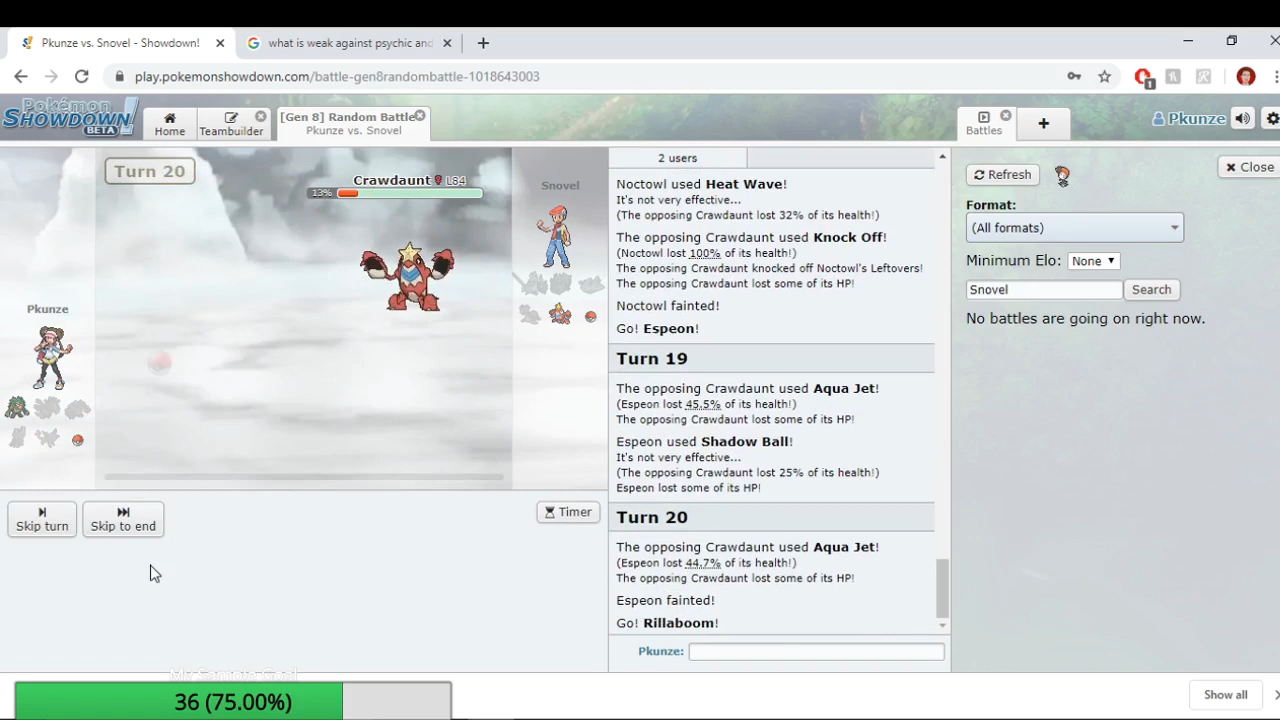 Pkunze vs. Snovel - Showdown!
what is weak against psychic and
play.pokemonshowdown.com/battle-gen8randombattle-1018643003
1
Pokémon
SHOWDOWN
BETA
Home
Teambuilder
[Gen 8] Random Battle
Pkunze vs. Snovel
Battles
Pkunze
Turn 20
Crawdaunt L84
13%
Snovel
Pkunze
Skip turn
Skip to end
Timer
2 users
Noctowl used Heat Wave!
It's not very effective...
(The opposing Crawdaunt lost 32% of its health!)
The opposing Crawdaunt used Knock Off!
(Noctowl lost 100% of its health!)
The opposing Crawdaunt knocked off Noctowl's Leftovers!
The opposing Crawdaunt lost some of its HP!
Noctowl fainted!
Go! Espeon!
Turn 19
The opposing Crawdaunt used Aqua Jet!
(Espeon lost 45.5% of its health!)
The opposing Crawdaunt lost some of its HP!
Espeon used Shadow Ball!
It's not very effective...
(The opposing Crawdaunt lost 25% of its health!)
Espeon lost some of its HP!
Turn 20
The opposing Crawdaunt used Aqua Jet!
(Espeon lost 44.7% of its health!)
The opposing Crawdaunt lost some of its HP!
Espeon fainted!
Go! Rillaboom!
Pkunze:
Refresh
Close
Format:
(All formats)
Minimum Elo: None
Snovel
Search
No battles are going on right now.
My Sample Goal
36 (75.00%)
Show all